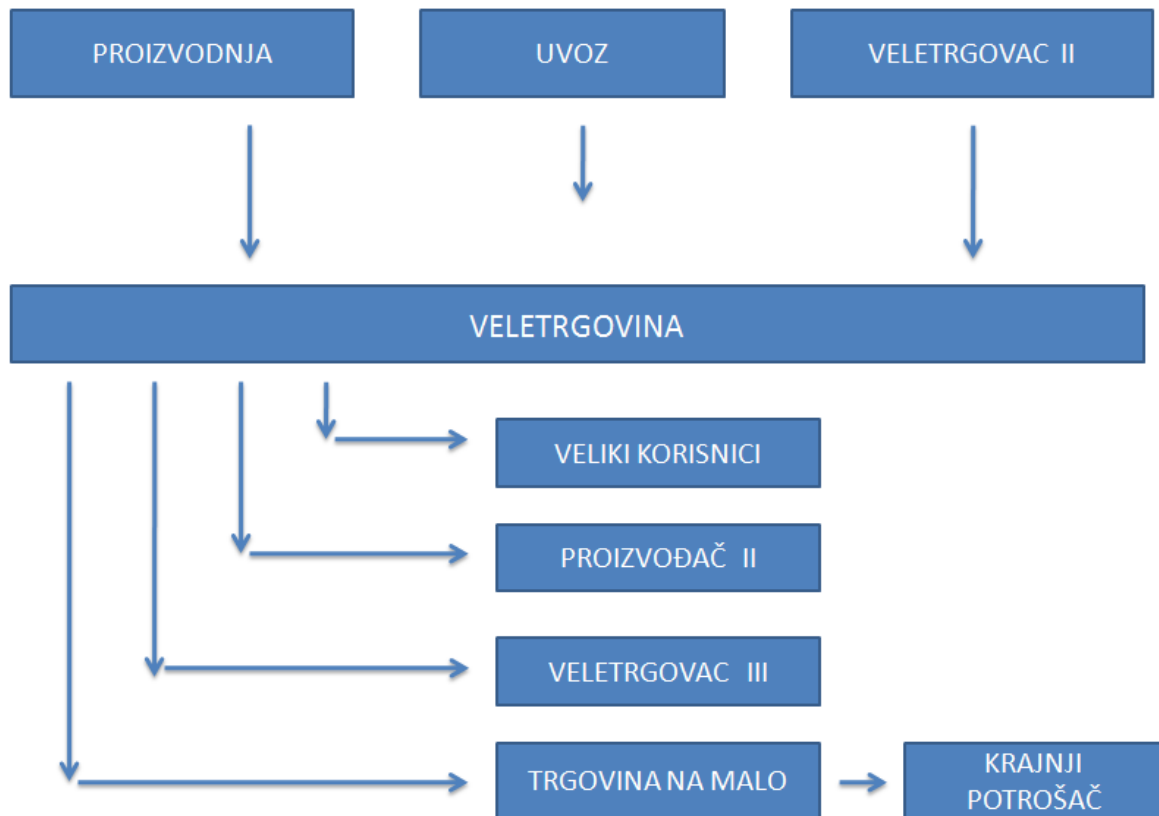 PROIZVODNJA
UVOZ
VELETRGOVAC II
VELETRGOVINA
VELIKI KORISNICI
PROIZVOĐAČ II
VELETRGOVAC III
TRGOVINA NA MALO
KRAJNJI
POTROŠAČ